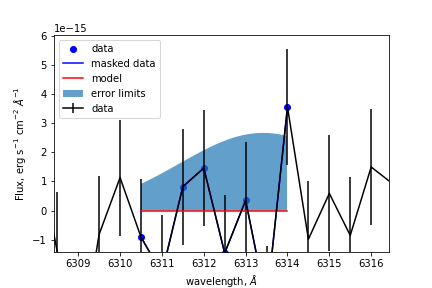 1e−15
data
masked data
model
error limits
data
Flux, erg s⁻¹ cm⁻² Å⁻¹
6
5
4
3
2
1
0
−1
6309 6310 6311 6312 6313 6314 6315 6316
wavelength, Å